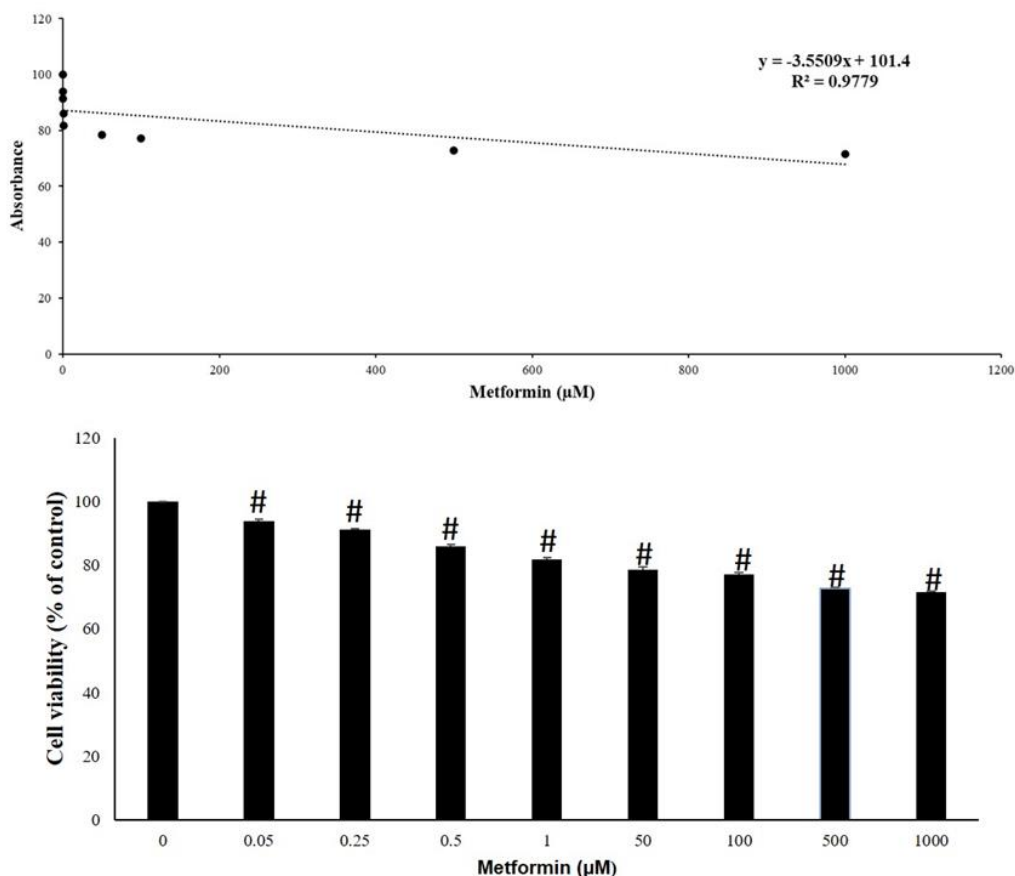 120
100
80
60
40
20
0
Absorbance
y = -3.5509x + 101.4
R² = 0.9779
0 200 400 600 800 1000 1200
Metformin (µM)
120
100
80
60
40
20
0
Cell viability (% of control)
# # # # # # # #
0 0.05 0.25 0.5 1 50 100 500 1000
Metformin (µM)